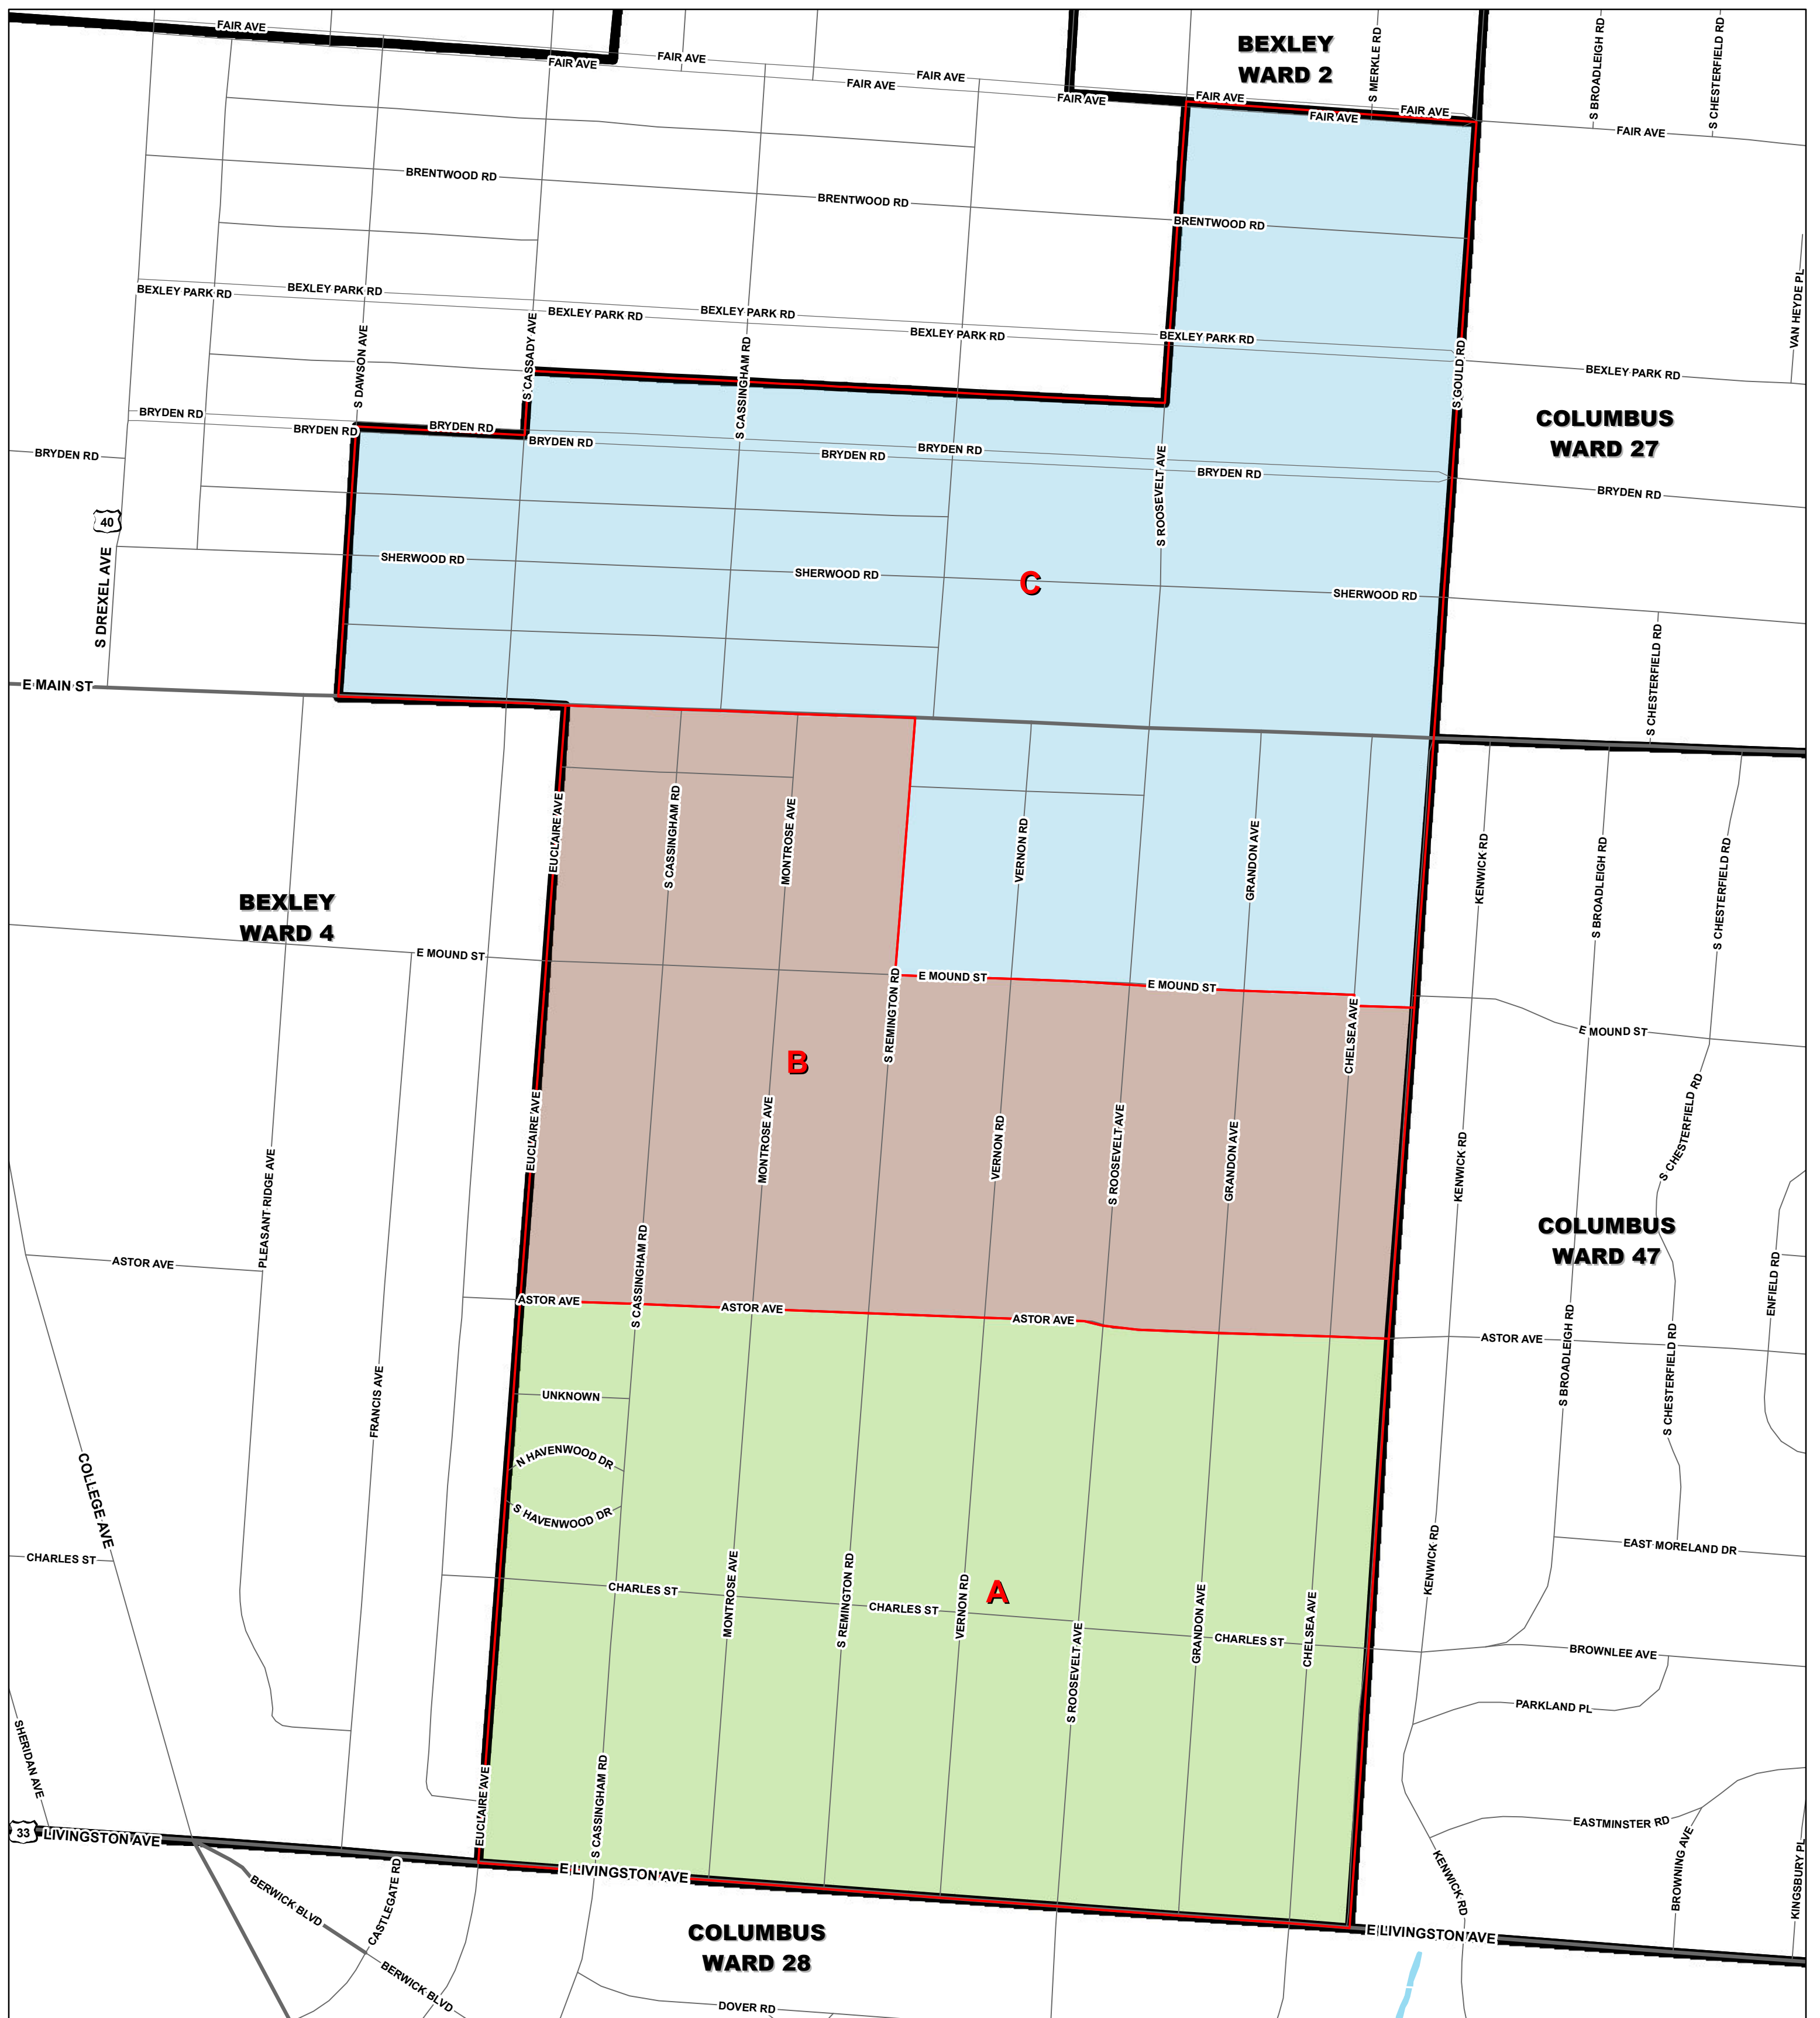 FAIR AVE
FAIR AVE
FAIR AVE
FAIR AVE
FAIR AVE
FAIR AVE
FAIR AVE
FAIR AVE
FAIR AVE
FAIR AVE
BEXLEY
WARD 2
S MERKLE RD
S BROADLEIGH RD
S CHESTERFIELD RD
BRENTWOOD RD
BRENTWOOD RD
BRENTWOOD RD
VAN HEYDE PL
BEXLEY PARK RD
BEXLEY PARK RD
BEXLEY PARK RD
BEXLEY PARK RD
BEXLEY PARK RD
BEXLEY PARK RD
BEXLEY PARK RD
S DAWSON AVE
S CASSADY AVE
S CASSINGHAM RD
S GOULD RD
COLUMBUS
WARD 27
BRYDEN RD
BRYDEN RD
BRYDEN RD
BRYDEN RD
BRYDEN RD
BRYDEN RD
BRYDEN RD
BRYDEN RD
BRYDEN RD
S ROOSEVELT AVE
40
S DREXEL AVE
SHERWOOD RD
SHERWOOD RD
SHERWOOD RD
C
S CHESTERFIELD RD
E MAIN ST
EUCLAIRE AVE
S CASSINGHAM RD
MONTROSE AVE
VERNON RD
GRANDON AVE
KENWICK RD
S BROADLEIGH RD
S CHESTERFIELD RD
BEXLEY
WARD 4
E MOUND ST
E MOUND ST
E MOUND ST
E MOUND ST
S REMINGTON RD
CHELSEA AVE
B
EUCLAIRE AVE
MONTROSE AVE
VERNON RD
S ROOSEVELT AVE
GRANDON AVE
KENWICK RD
S CHESTERFIELD RD
COLUMBUS
WARD 47
PLEASANT RIDGE AVE
ASTOR AVE
S CASSINGHAM RD
ENFIELD RD
ASTOR AVE
ASTOR AVE
ASTOR AVE
ASTOR AVE
S BROADLEIGH RD
S CHESTERFIELD RD
UNKNOWN
FRANCIS AVE
N HAVENWOOD DR
S HAVENWOOD DR
COLLEGE AVE
CHARLES ST
EAST MORELAND DR
KENWICK RD
CHARLES ST
CHARLES ST
CHARLES ST
A
MONTROSE AVE
S REMINGTON RD
VERNON RD
S ROOSEVELT AVE
GRANDON AVE
CHELSEA AVE
BROWNLEE AVE
PARKLAND PL
SHERIDAN AVE
EUCLAIRE AVE
S CASSINGHAM RD
EASTMINSTER RD
33
LIVINGSTON AVE
E LIVINGSTON AVE
BERWICK BLVD
CASTLEGATE RD
BERWICK BLVD
KENWICK RD
BROWNING AVE
KINGSBURY PL
E LIVINGSTON AVE
COLUMBUS
WARD 28
DOVER RD